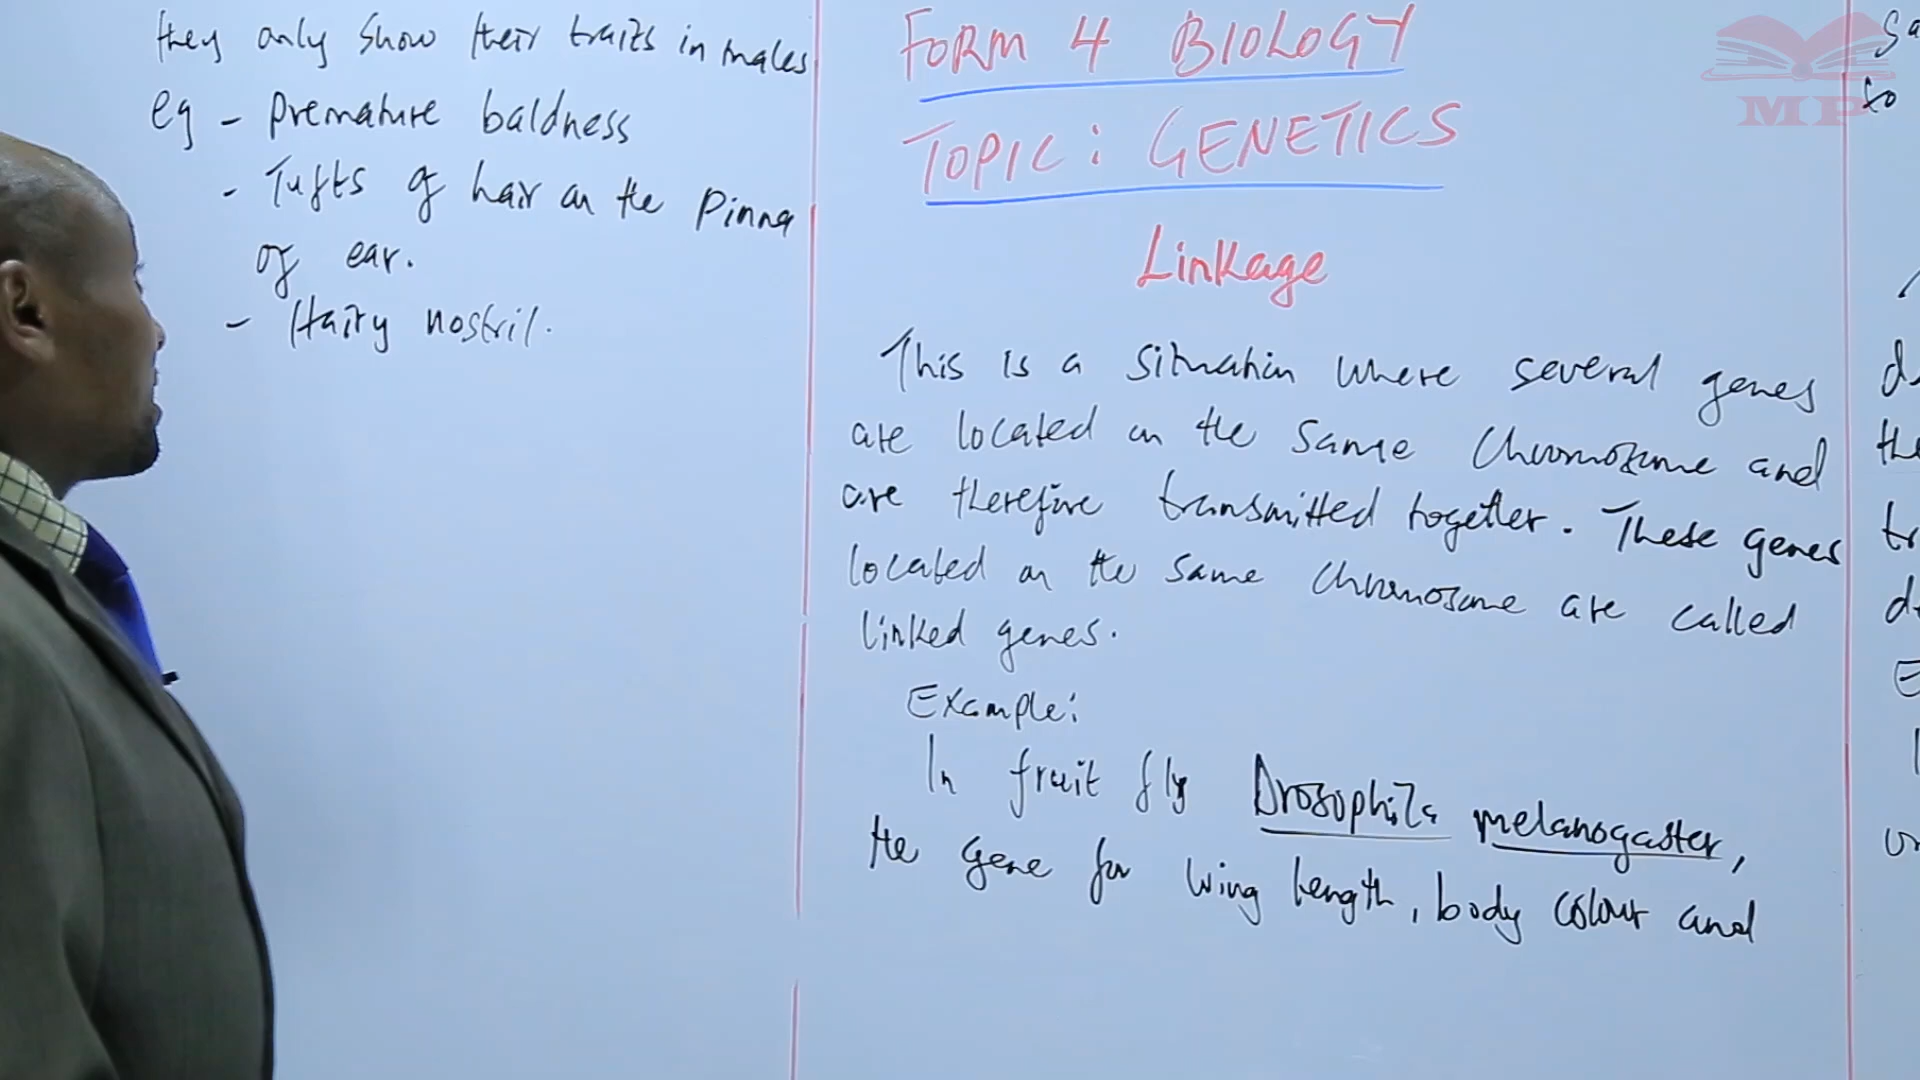 they only show their traits in males
eg - Premature baldness
- Tufts of hair on the Pinna
of ear.
- Hairy nostril.
FORM 4 BIOLOGY
TOPIC: GENETICS
Linkage
This is a situation where several genes
are located on the same chromosome and
are therefore transmitted together. These genes
located on the same chromosome are called
linked genes.
Example:
In fruit fly Drosophila melanogaster,
the gene for wing length, body colour and
MP
to